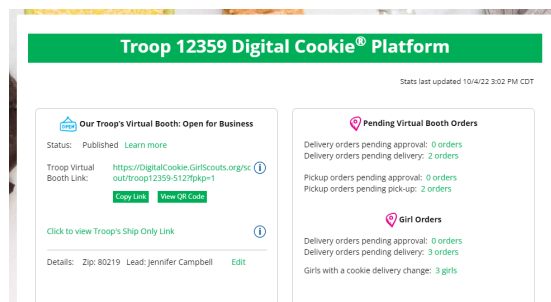 Troop 12359 Digital Cookie® Platform
Stats last updated 10/4/22 3:02 PM CDT
OPEN
Our Troop's Virtual Booth: Open for Business
Status: Published Learn more
Troop Virtual Booth Link:
https://DigitalCookie.GirlScouts.org/sc
out/troop12359-512?fpkp=1
Copy Link View QR Code
Click to view Troop's Ship Only Link
Details: Zip: 80219 Lead: Jennifer Campbell Edit
Pending Virtual Booth Orders
Delivery orders pending approval: 0 orders
Delivery orders pending delivery: 2 orders
Pickup orders pending approval: 0 orders
Pickup orders pending pick-up: 2 orders
Girl Orders
Delivery orders pending approval: 0 orders
Delivery orders pending delivery: 3 orders
Girls with a cookie delivery change: 3 girls